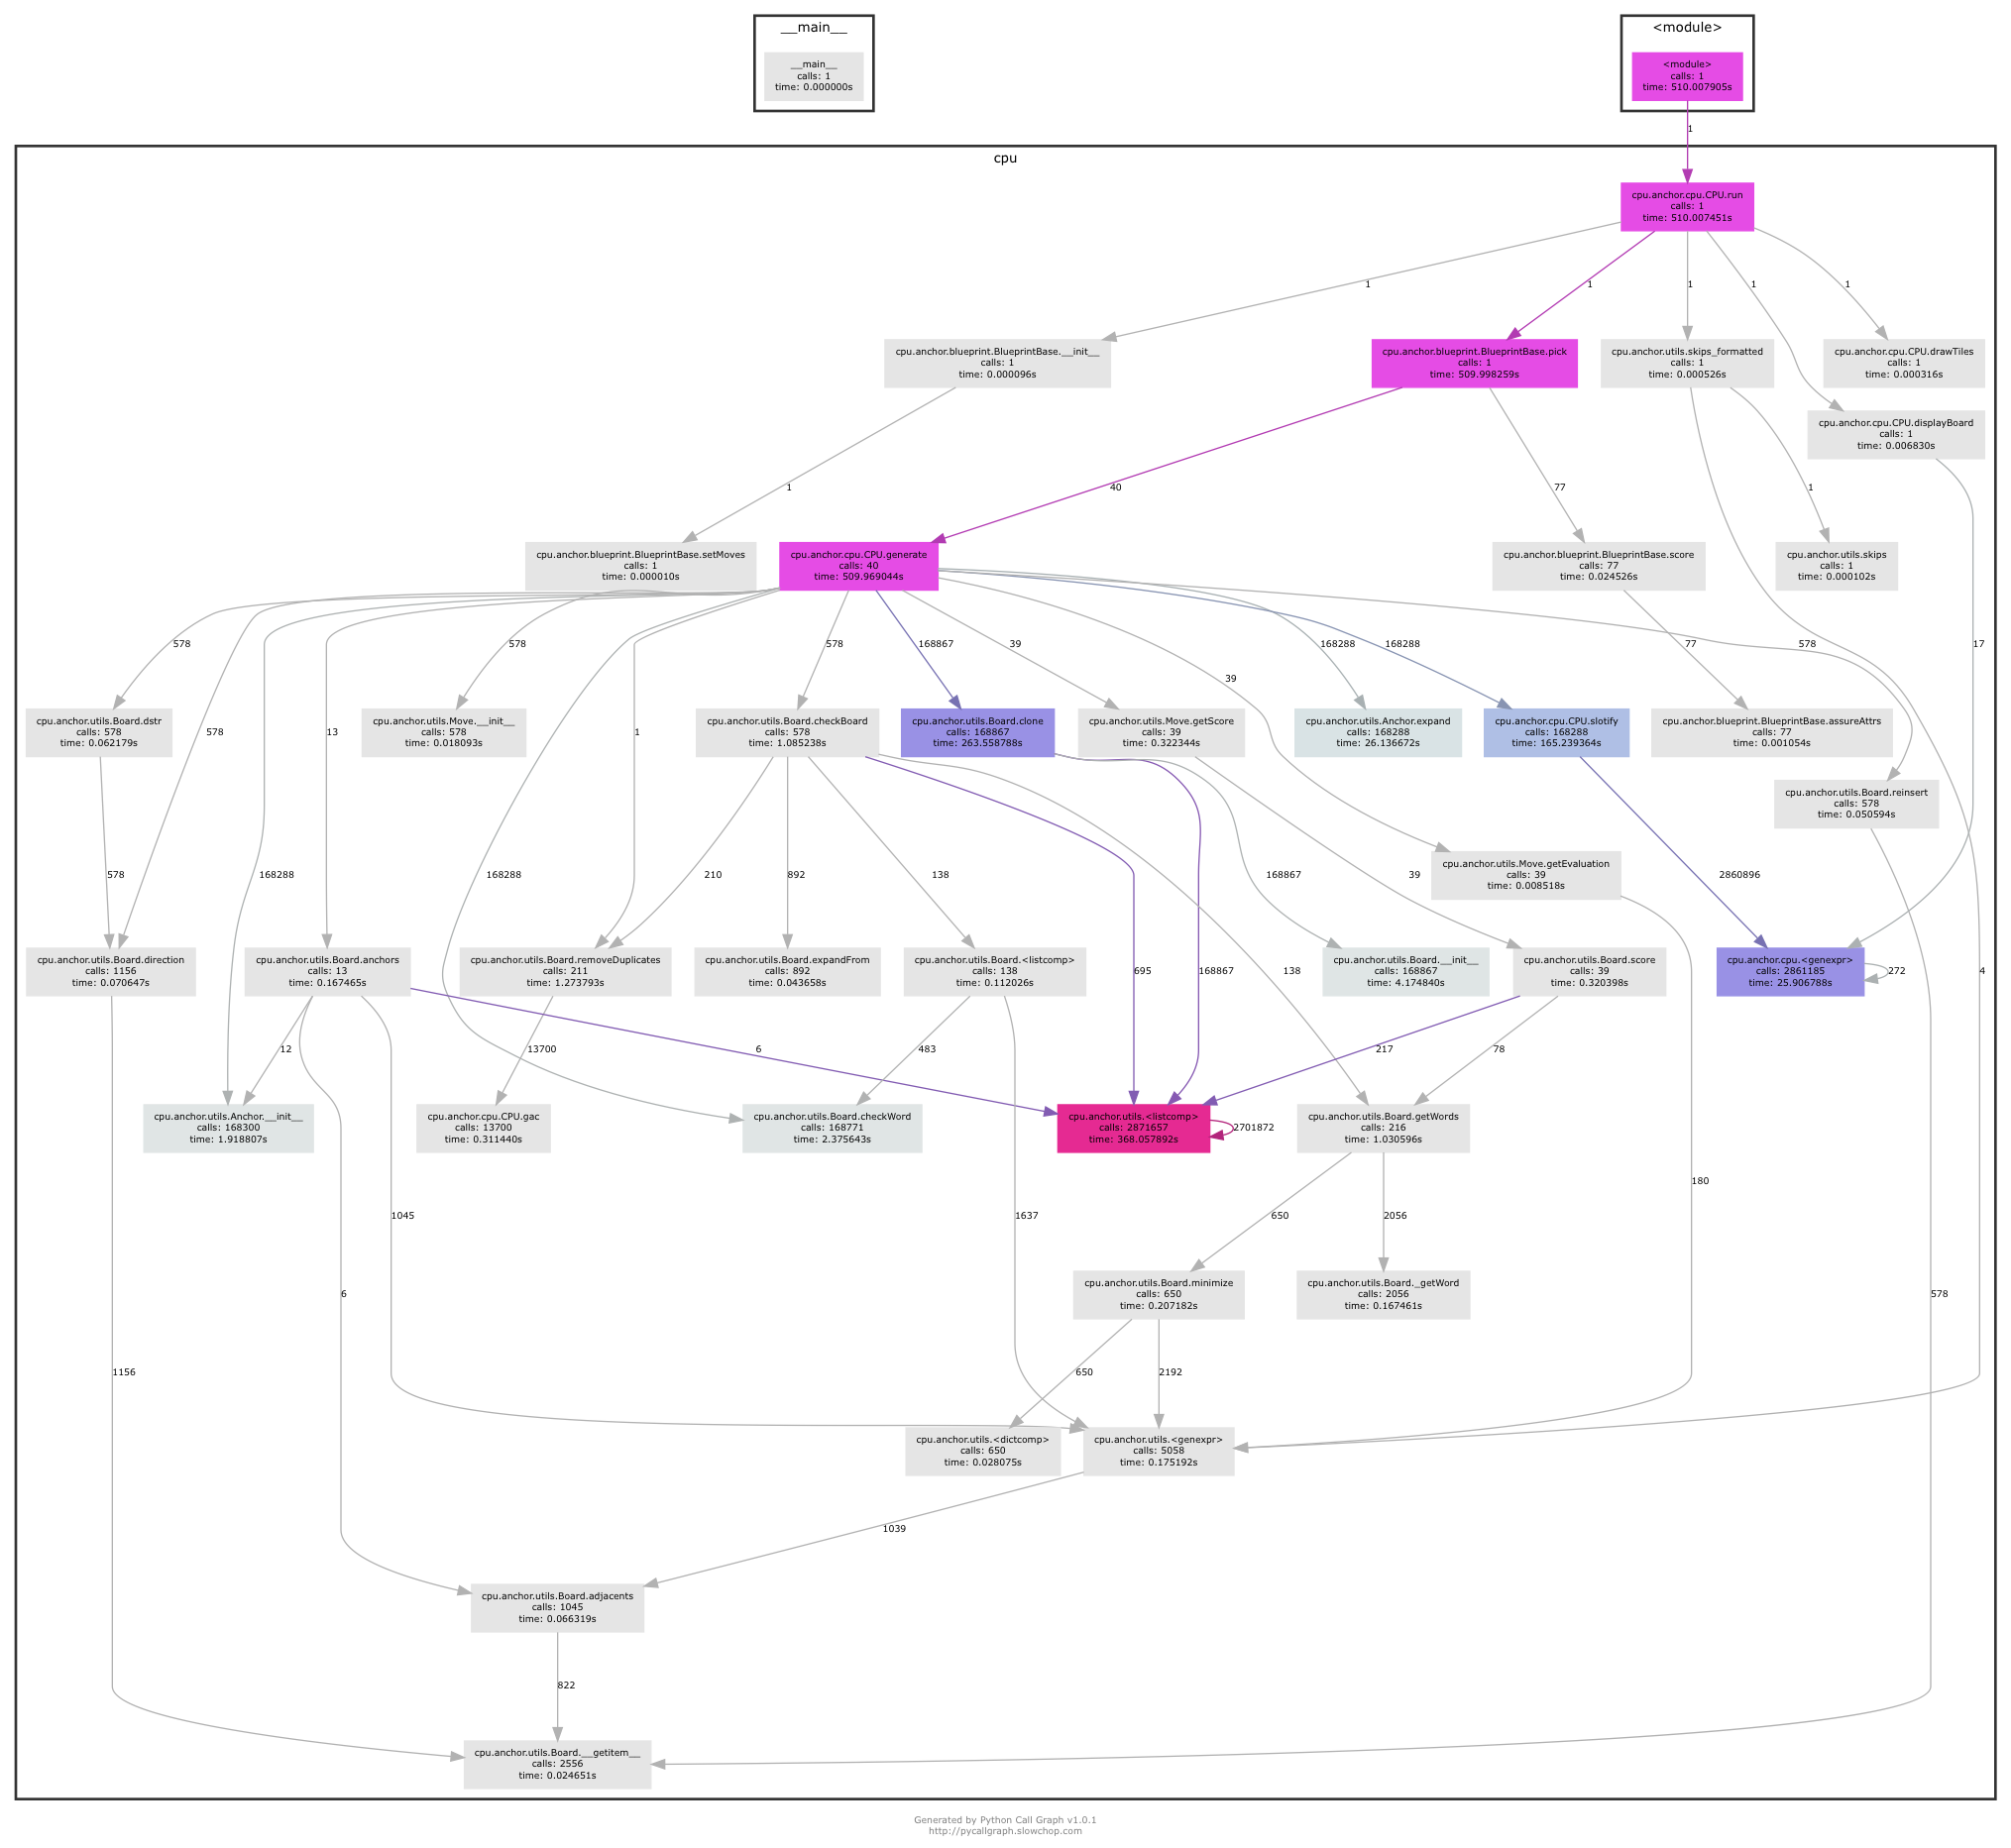 __main__
<module>
__main__
calls: 1
time: 0.000000s
<module>
calls: 1
time: 510.007905s
1
cpu
cpu.anchor.cpu.CPU.run
calls: 1
time: 510.007451s
1
1
1
1
1
cpu.anchor.blueprint.BlueprintBase.__init__
calls: 1
time: 0.000096s
cpu.anchor.blueprint.BlueprintBase.pick
calls: 1
time: 509.998259s
cpu.anchor.utils.skips_formatted
calls: 1
time: 0.000526s
cpu.anchor.cpu.CPU.drawTiles
calls: 1
time: 0.000316s
cpu.anchor.cpu.CPU.displayBoard
calls: 1
time: 0.006830s
1
40
77
1
cpu.anchor.blueprint.BlueprintBase.setMoves
calls: 1
time: 0.000010s
cpu.anchor.cpu.CPU.generate
calls: 40
time: 509.969044s
cpu.anchor.blueprint.BlueprintBase.score
calls: 77
time: 0.024526s
cpu.anchor.utils.skips
calls: 1
time: 0.000102s
578
578
578
168867
39
168288
168288
77
578
17
39
cpu.anchor.utils.Board.dstr
calls: 578
time: 0.062179s
578
13
cpu.anchor.utils.Move.__init__
calls: 578
time: 0.018093s
1
cpu.anchor.utils.Board.checkBoard
calls: 578
time: 1.085238s
cpu.anchor.utils.Board.clone
calls: 168867
time: 263.558788s
cpu.anchor.utils.Move.getScore
calls: 39
time: 0.322344s
cpu.anchor.utils.Anchor.expand
calls: 168288
time: 26.136672s
cpu.anchor.cpu.CPU.slotify
calls: 168288
time: 165.239364s
cpu.anchor.blueprint.BlueprintBase.assureAttrs
calls: 77
time: 0.001054s
cpu.anchor.utils.Board.reinsert
calls: 578
time: 0.050594s
578
168288
168288
210
892
138
168867
39
cpu.anchor.utils.Move.getEvaluation
calls: 39
time: 0.008518s
2860896
cpu.anchor.utils.Board.direction
calls: 1156
time: 0.070647s
cpu.anchor.utils.Board.anchors
calls: 13
time: 0.167465s
cpu.anchor.utils.Board.removeDuplicates
calls: 211
time: 1.273793s
cpu.anchor.utils.Board.expandFrom
calls: 892
time: 0.043658s
cpu.anchor.utils.Board.<listcomp>
calls: 138
time: 0.112026s
695
168867
138
cpu.anchor.utils.Board.__init__
calls: 168867
time: 4.174840s
cpu.anchor.utils.Board.score
calls: 39
time: 0.320398s
cpu.anchor.cpu.<genexpr>
calls: 2861185
time: 25.906788s
272
4
12
13700
6
483
217
78
cpu.anchor.utils.Anchor.__init__
calls: 168300
time: 1.918807s
cpu.anchor.cpu.CPU.gac
calls: 13700
time: 0.311440s
cpu.anchor.utils.Board.checkWord
calls: 168771
time: 2.375643s
cpu.anchor.utils.<listcomp>
calls: 2871657
time: 368.057892s
2701872
cpu.anchor.utils.Board.getWords
calls: 216
time: 1.030596s
180
1045
1637
650
2056
6
cpu.anchor.utils.Board.minimize
calls: 650
time: 0.207182s
cpu.anchor.utils.Board._getWord
calls: 2056
time: 0.167461s
578
1156
650
2192
cpu.anchor.utils.<dictcomp>
calls: 650
time: 0.028075s
cpu.anchor.utils.<genexpr>
calls: 5058
time: 0.175192s
1039
cpu.anchor.utils.Board.adjacents
calls: 1045
time: 0.066319s
822
cpu.anchor.utils.Board.__getitem__
calls: 2556
time: 0.024651s
Generated by Python Call Graph v1.0.1
http://pycallgraph.slowchop.com